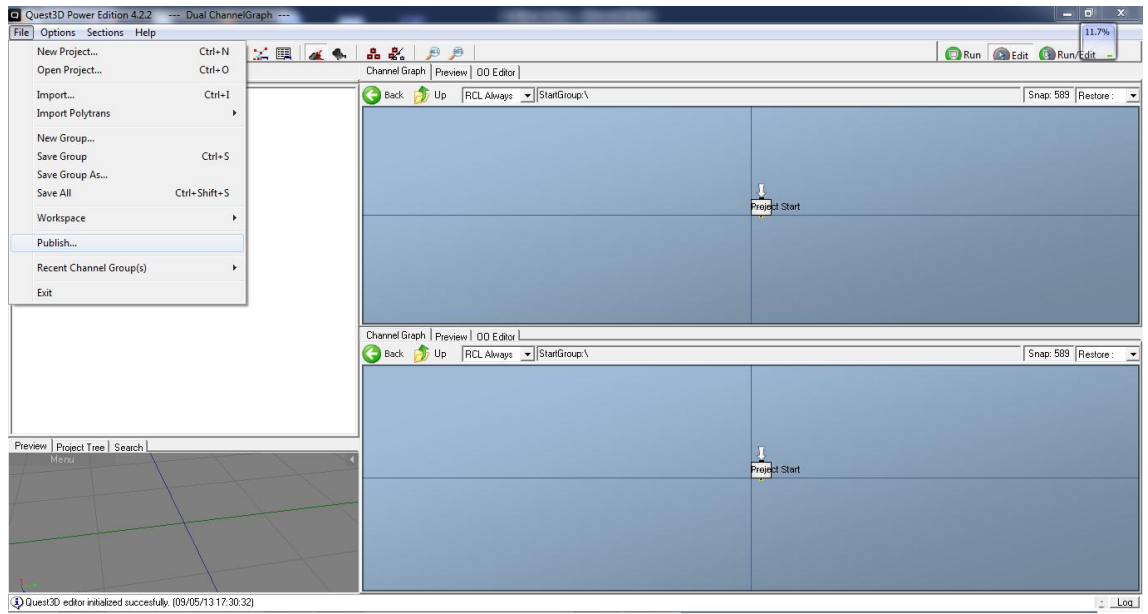 Quest3D Power Edition 4.2.2 --- Dual ChannelGraph ---
File Options Sections Help
11.7%
New Project... Ctrl+N
Open Project... Ctrl+O
Import... Ctrl+I
Import Polytrans
New Group...
Save Group Ctrl+S
Save Group As...
Save All Ctrl+Shift+S
Workspace
Publish...
Recent Channel Group(s)
Exit
Run Edit Run/Edit
Channel Graph Preview OO Editor
Back Up RCL Always StartGroup:\ Snap: 589 Restore :
Project Start
Channel Graph Preview OO Editor
Back Up RCL Always StartGroup:\ Snap: 589 Restore :
Project Start
Preview Project Tree Search
Menu
Quest3D editor initialized succesfully. (09/05/13 17:30:32)
Log